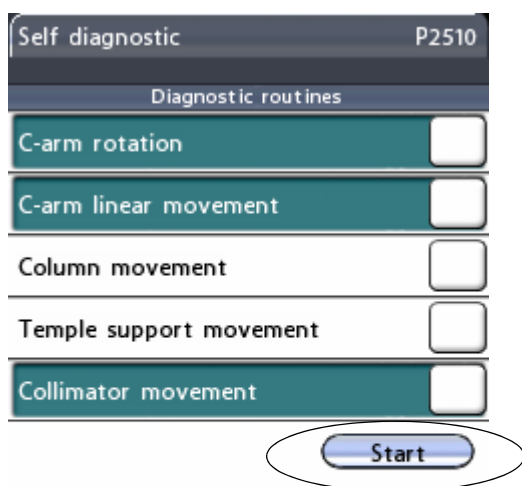 Self diagnostic P2510
Diagnostic routines
C-arm rotation
C-arm linear movement
Column movement
Temple support movement
Collimator movement
Start